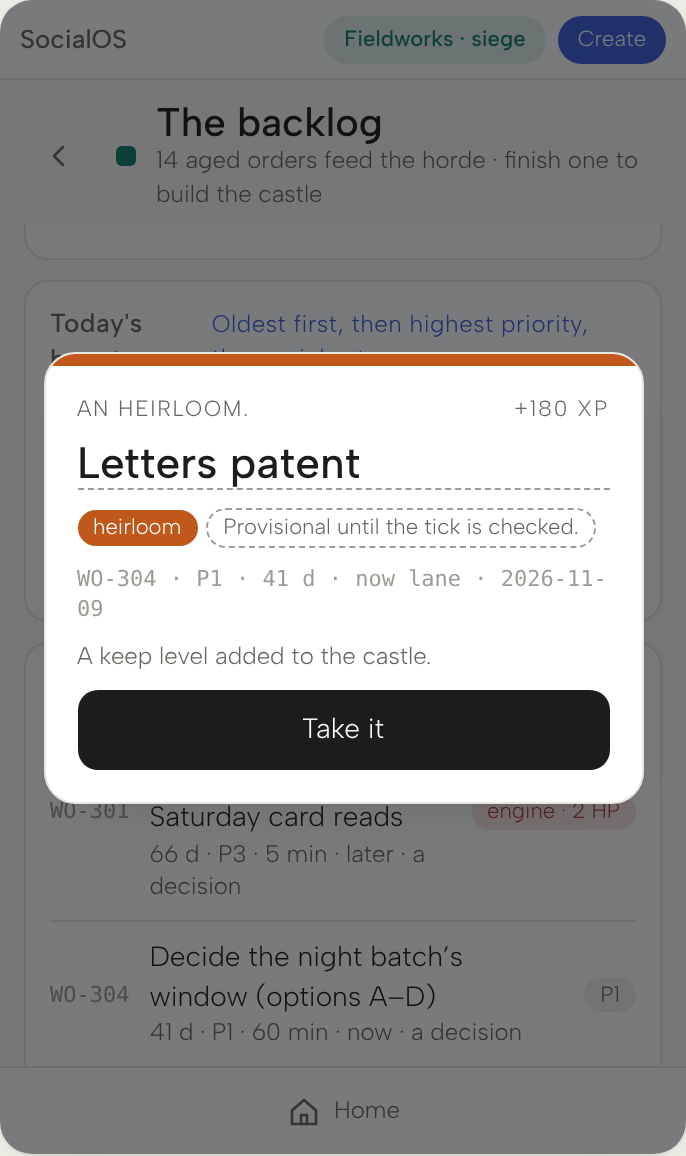 SocialOS
Fieldworks · siege
Create
The backlog
14 aged orders feed the horde · finish one to
build the castle
Today's
Oldest first, then highest priority,
AN HEIRLOOM.
+180 XP
Letters patent
heirloom
Provisional until the tick is checked.
WO-304 · P1 · 41 d · now lane · 2026-11-
09
A keep level added to the castle.
Take it
WO-301
Saturday card reads
engine · 2 HP
66 d · P3 · 5 min · later · a
decision
Decide the night batch’s
WO-304
window (options A–D)
P1
41 d · P1 · 60 min · now · a decision
Home